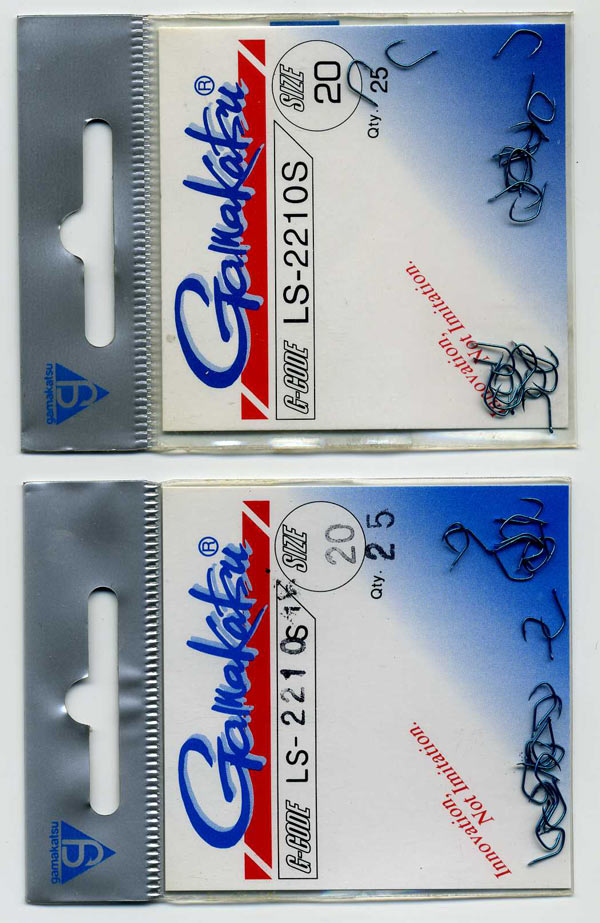 Gamakatsu®
G-CODE LS-2210S
SIZE 20
Qty. 25
Innovation,
Not Imitation.
gamakatsu
Gamakatsu®
G-CODE LS-2210S
SIZE 20
Qty. 25
Innovation,
Not Imitation.
gamakatsu